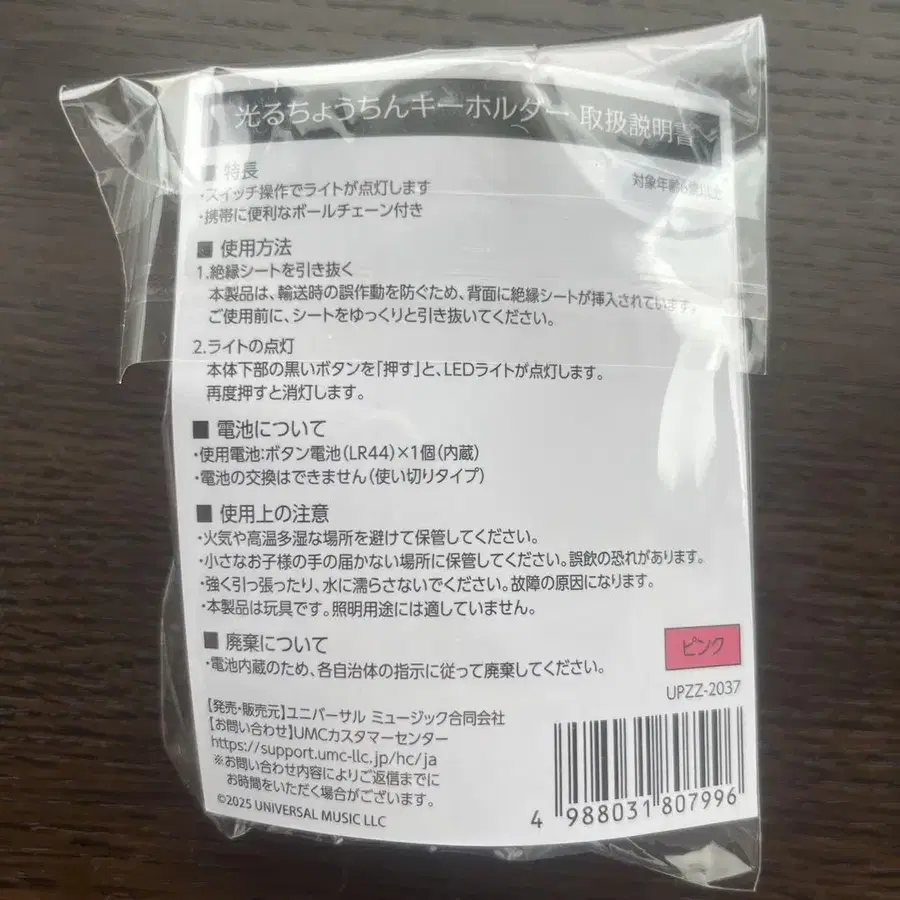 光るちょうちんキーホルダー 取扱説明書
対象年齢6歳以上
■ 特長
・スイッチ操作でライトが点灯します
・携帯に便利なボールチェーン付き
■ 使用方法
1.絶縁シートを引き抜く
本製品は、輸送時の誤作動を防ぐため、背面に絶縁シートが挿入されています。
ご使用前に、シートをゆっくりと引き抜いてください。
2.ライトの点灯
本体下部の黒いボタンを「押す」と、LEDライトが点灯します。
再度押すと消灯します。
■ 電池について
・使用電池:ボタン電池(LR44)×1個(内蔵)
・電池の交換はできません(使い切りタイプ)
■ 使用上の注意
・火気や高温多湿な場所を避けて保管してください。
・小さなお子様の手の届かない場所に保管してください。誤飲の恐れがあります。
・強く引っ張ったり、水に濡らさないでください。故障の原因になります。
・本製品は玩具です。照明用途には適していません。
■ 廃棄について
・電池内蔵のため、各自治体の指示に従って廃棄してください。
ピンク
UPZZ-2037
【発売・販売元】ユニバーサル ミュージック合同会社
【お問い合わせ】UMCカスタマーセンター
https://support.umc-llc.jp/hc/ja
※お問い合わせ内容によりご返信までに
お時間をいただく場合がございます。
©2025 UNIVERSAL MUSIC LLC
4 988031 807996